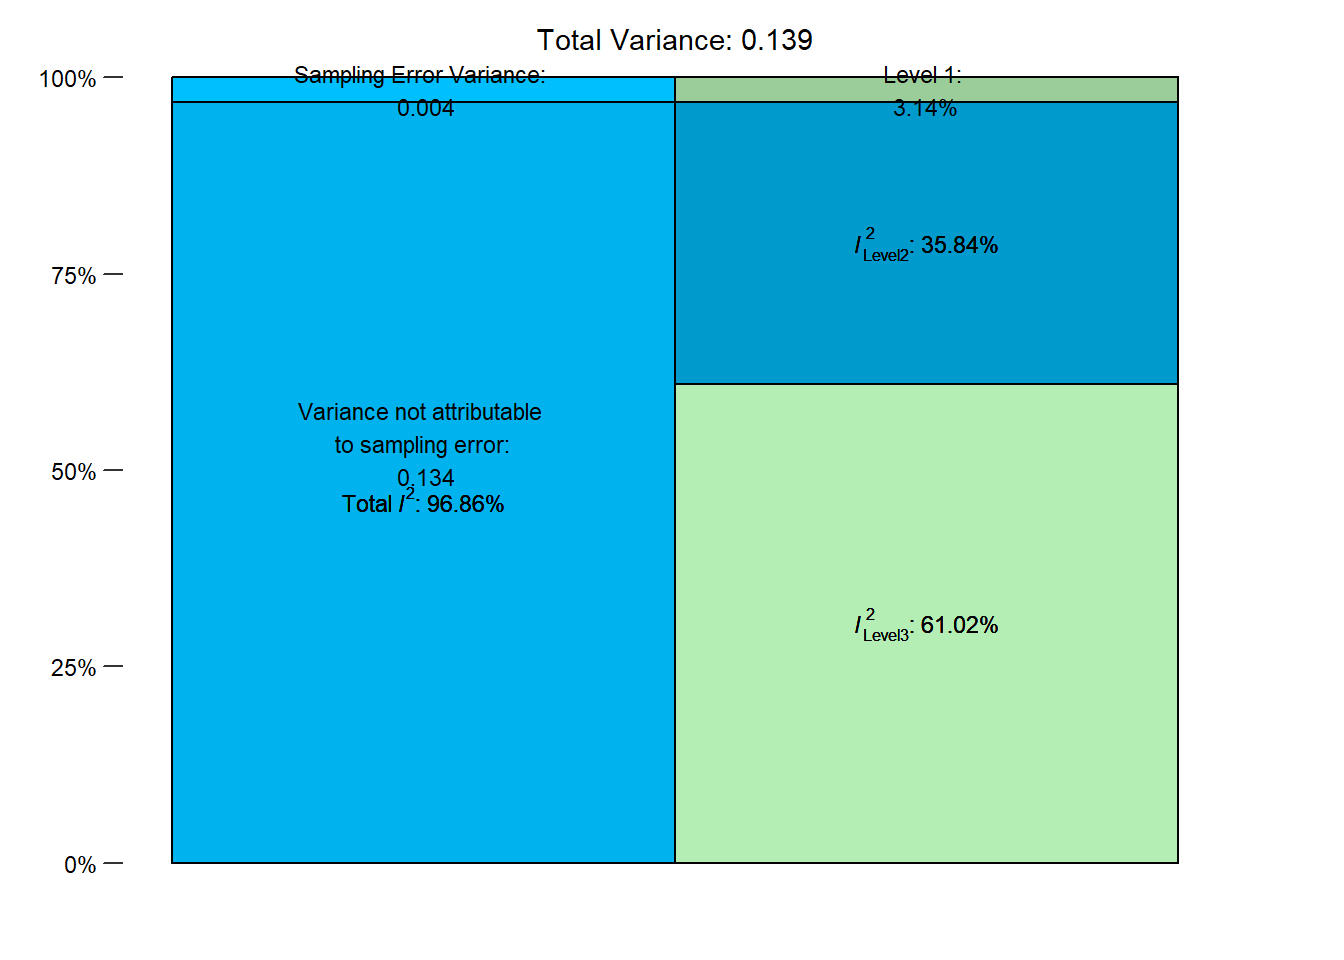 Total Variance: 0.139
100%
75%
50%
25%
0%
Sampling Error Variance:
0.004
Variance not attributable
to sampling error:
0.134
Total I²: 96.86%
Level 1:
3.14%
I²Level2: 35.84%
I²Level3: 61.02%